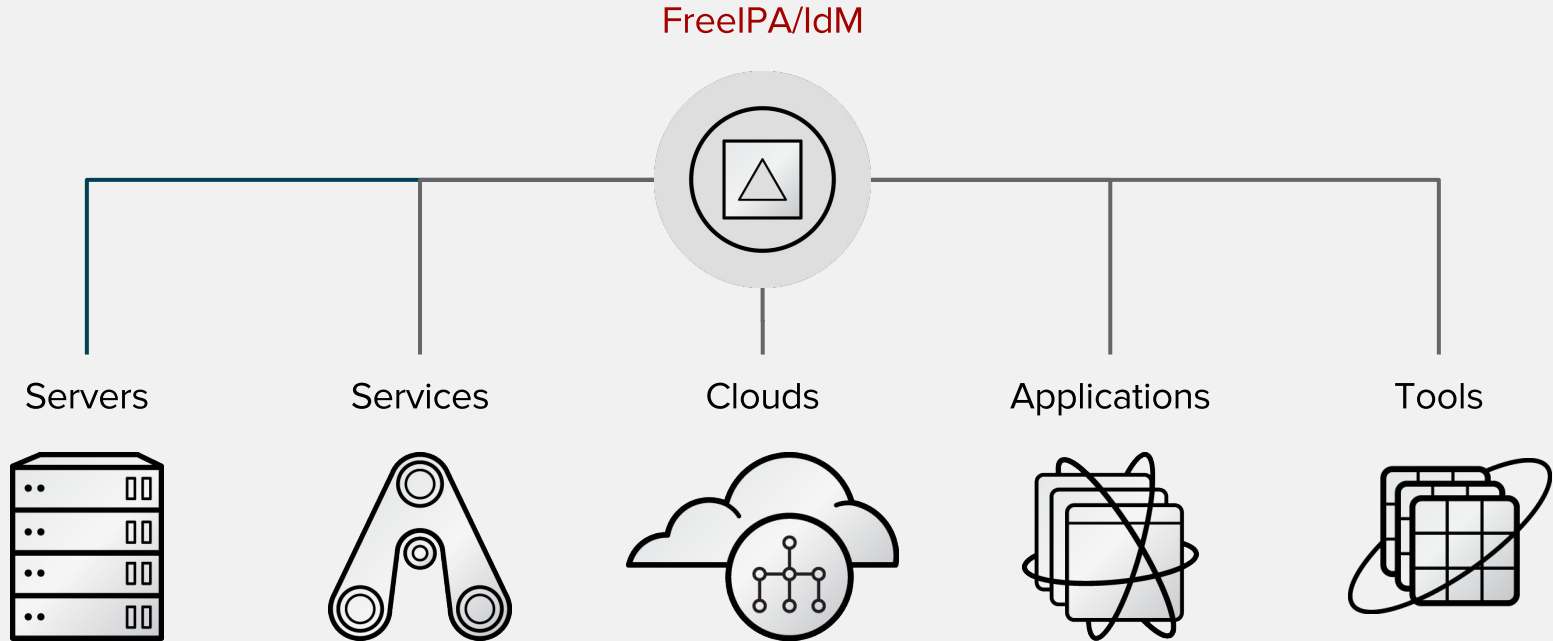 FreeIPA/IdM
Servers
Services
Clouds
Applications
Tools